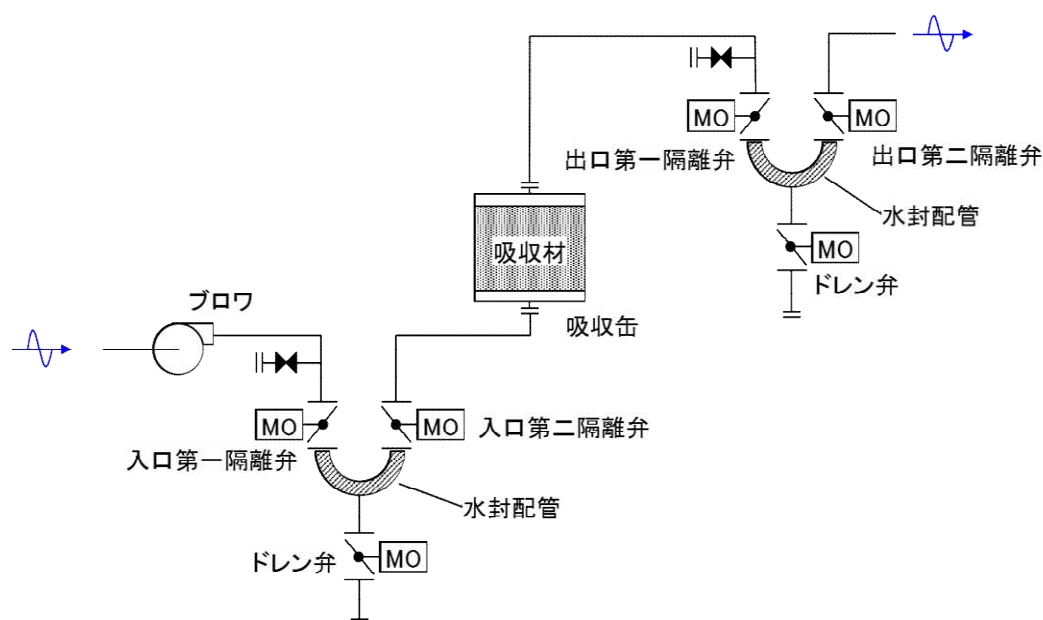 MO
MO
出口第一隔離弁
出口第二隔離弁
水封配管
吸収材
MO
ドレン弁
ブロワ
吸収缶
MO
MO
入口第二隔離弁
入口第一隔離弁
水封配管
ドレン弁
MO